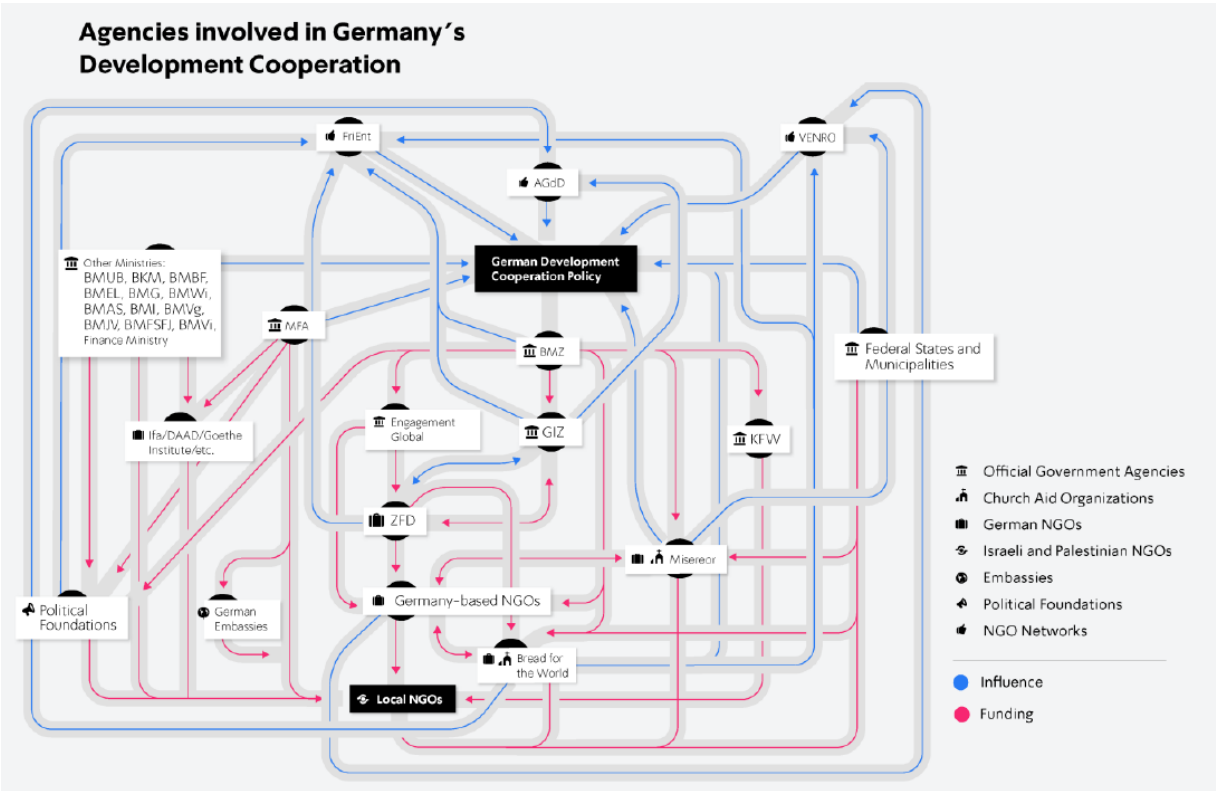 Agencies involved in Germany´s
Development Cooperation
FriEnt
VENRO
AGdD
Other Ministries:
BMUB, BKM, BMBF,
BMEL, BMG, BMWi,
BMAS, BMI, BMVg,
BMJV, BMFSFJ, BMVi,
Finance Ministry
German Development
Cooperation Policy
MFA
BMZ
Federal States and
Municipalities
Ifa/DAAD/Goethe
Institute/etc.
Engagement
Global
GIZ
KFW
ZFD
Misereor
Political
Foundations
German
Embassies
Germany-based NGOs
Bread for
the World
Local NGOs
Official Government Agencies
Church Aid Organizations
German NGOs
Israeli and Palestinian NGOs
Embassies
Political Foundations
NGO Networks
Influence
Funding